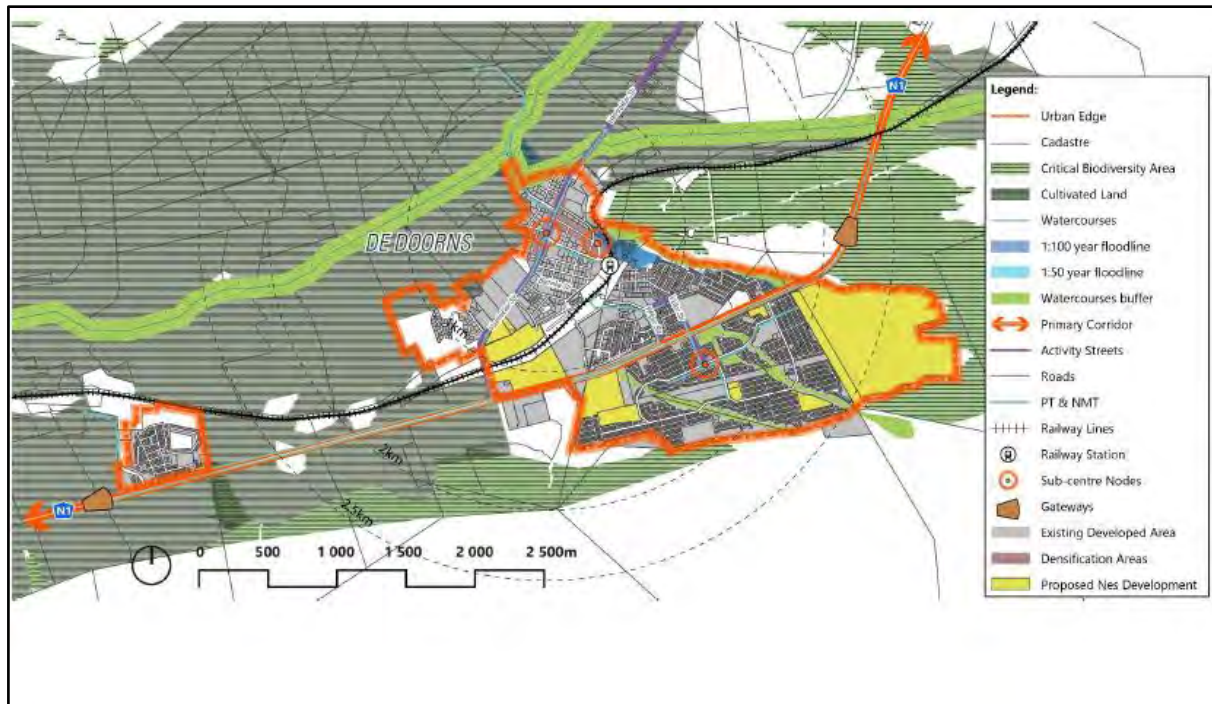 N1
DE DOORNS
1km
2km
2.5km
N1
0 500 1 000 1 500 2 000 2 500m
Legend:
Urban Edge
Cadastre
Critical Biodiversity Area
Cultivated Land
Watercourses
1:100 year floodline
1:50 year floodline
Watercourses buffer
Primary Corridor
Activity Streets
Roads
PT & NMT
Railway Lines
Railway Station
Sub-centre Nodes
Gateways
Existing Developed Area
Densification Areas
Proposed Nes Development